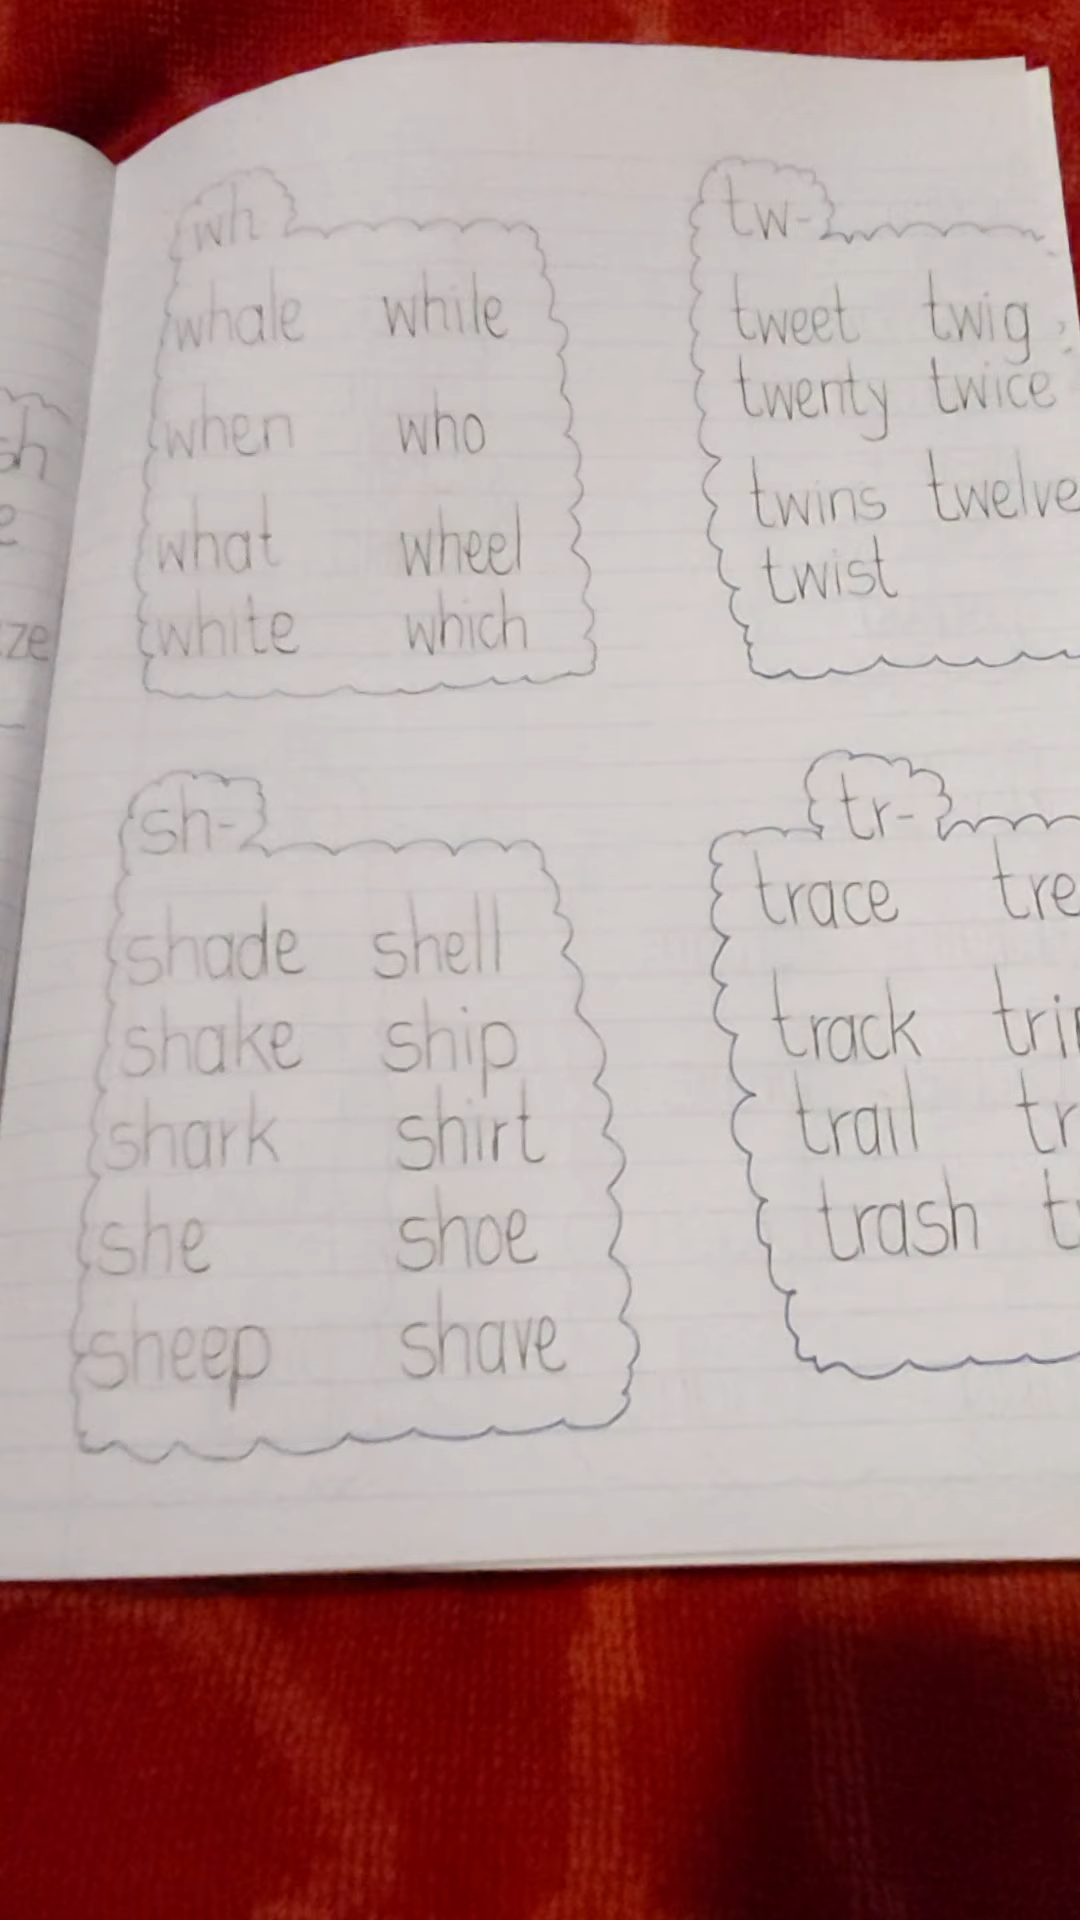 wh
whale while
when who
what wheel
white which
tw-
tweet twig
twenty twice
twins twelve
twist
sh-
shade shell
shake ship
shark shirt
she shoe
sheep shave
tr-
trace
track
trail
trash